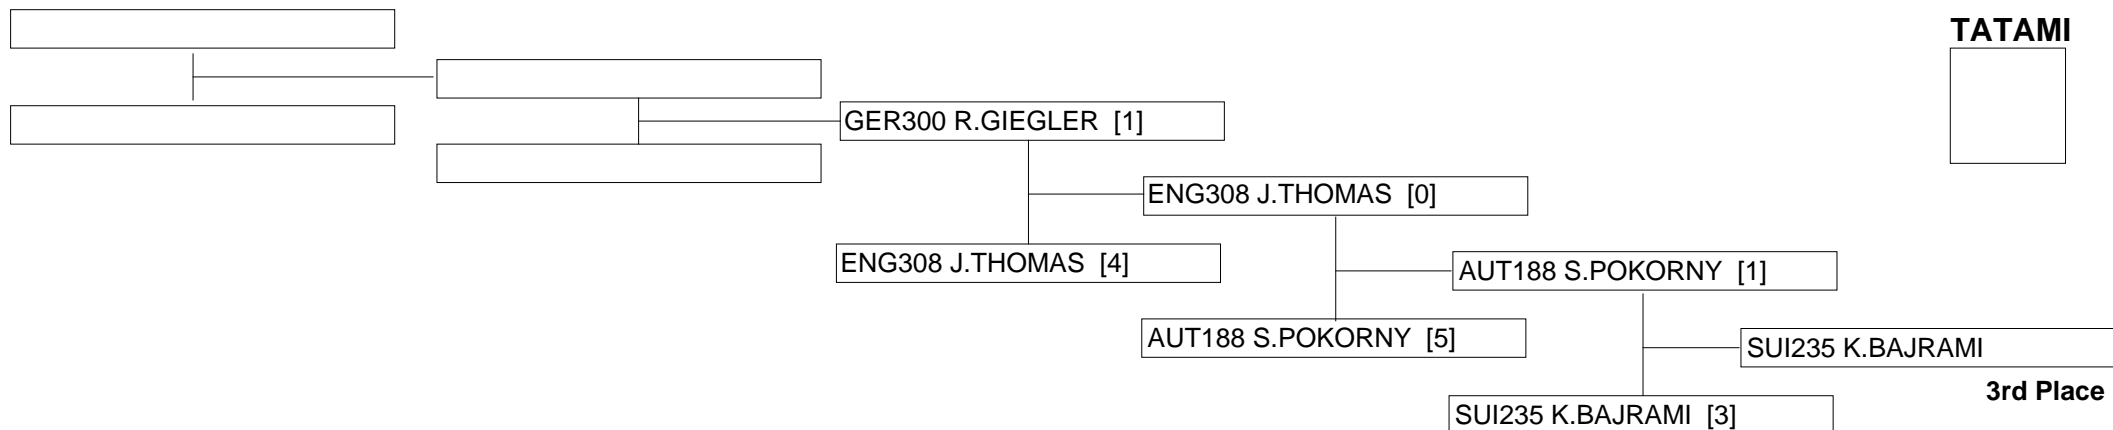 TATAMI
GER300 R.GIEGLER [1]
ENG308 J.THOMAS [0]
ENG308 J.THOMAS [4]
AUT188 S.POKORNY [1]
AUT188 S.POKORNY [5]
SUI235 K.BAJRAMI
3rd Place
SUI235 K.BAJRAMI [3]